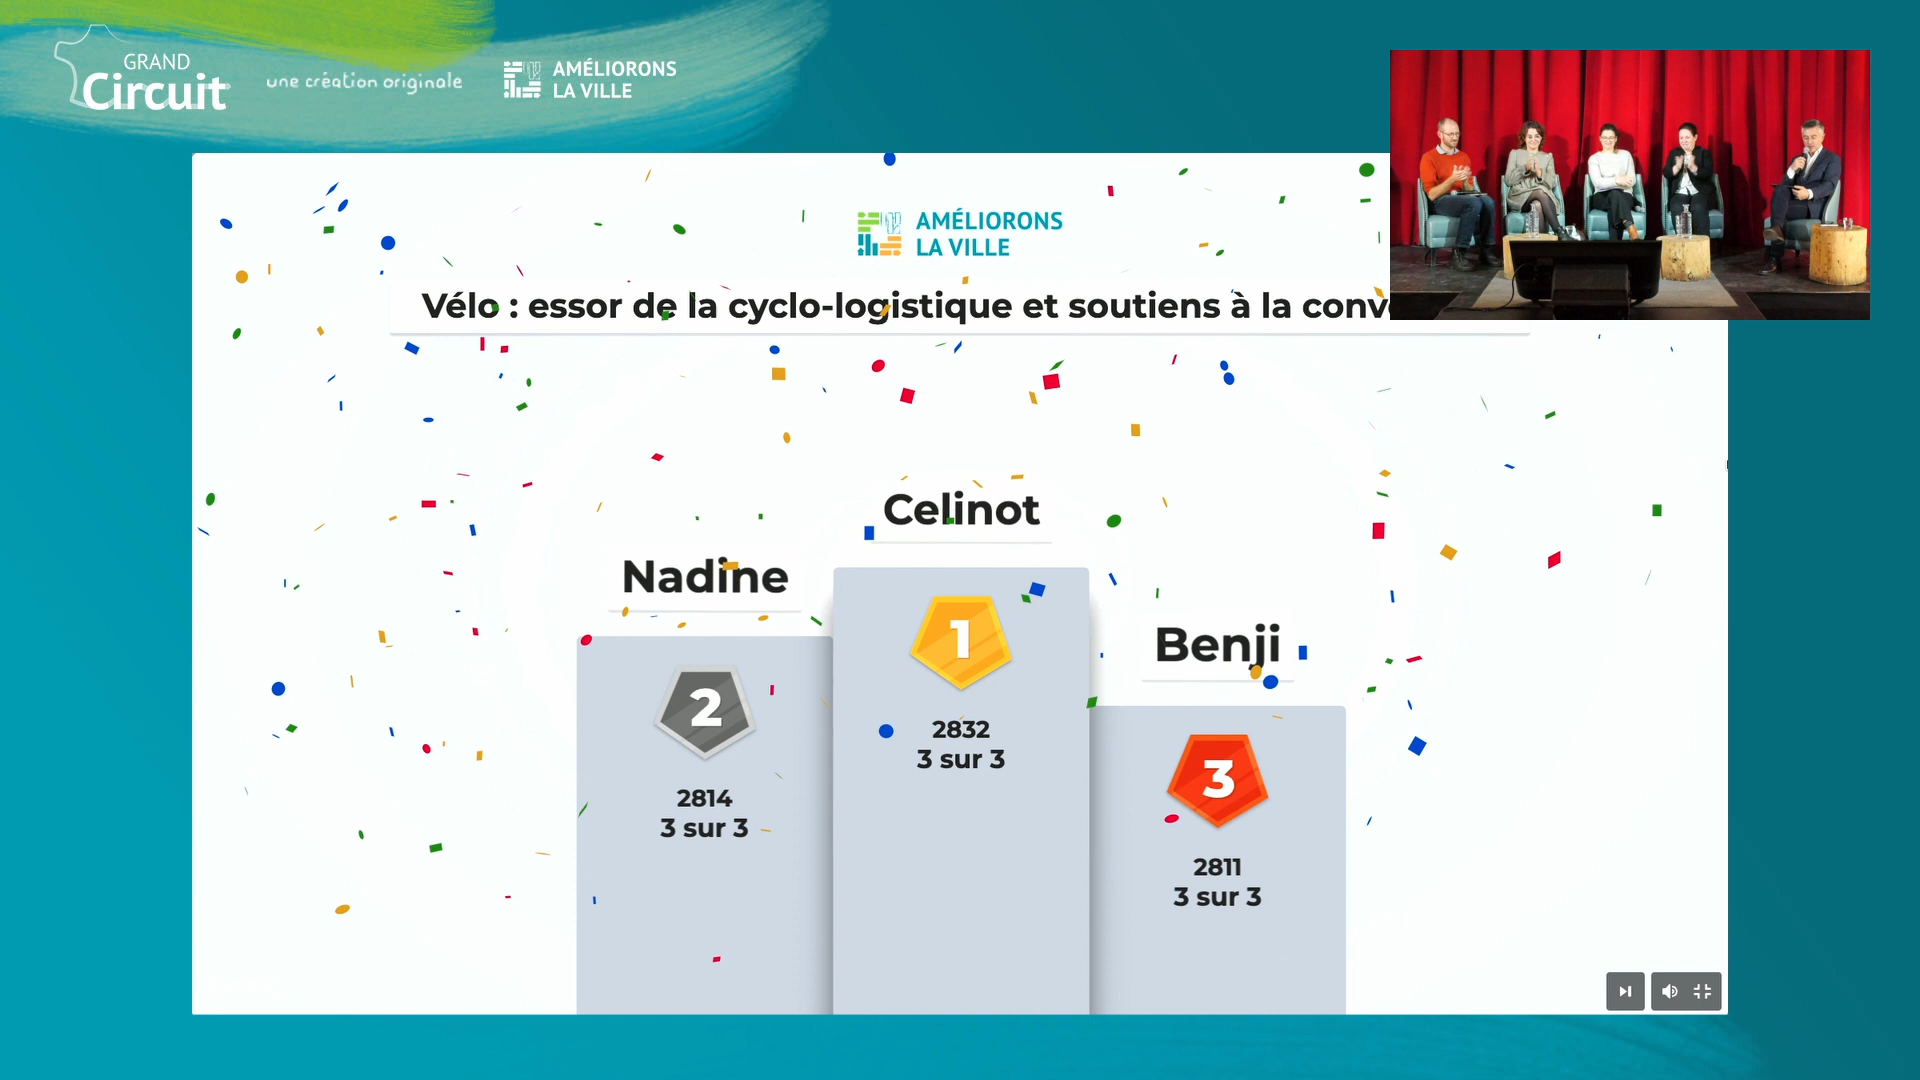 GRAND
Circuit
une création originale
AMÉLIORONS
LA VILLE
AMÉLIORONS
LA VILLE
Vélo : essor de la cyclo-logistique et soutiens à la conv
Celinot
Nadine
Benji
1
2832
3 sur 3
2
2814
3 sur 3
3
2811
3 sur 3